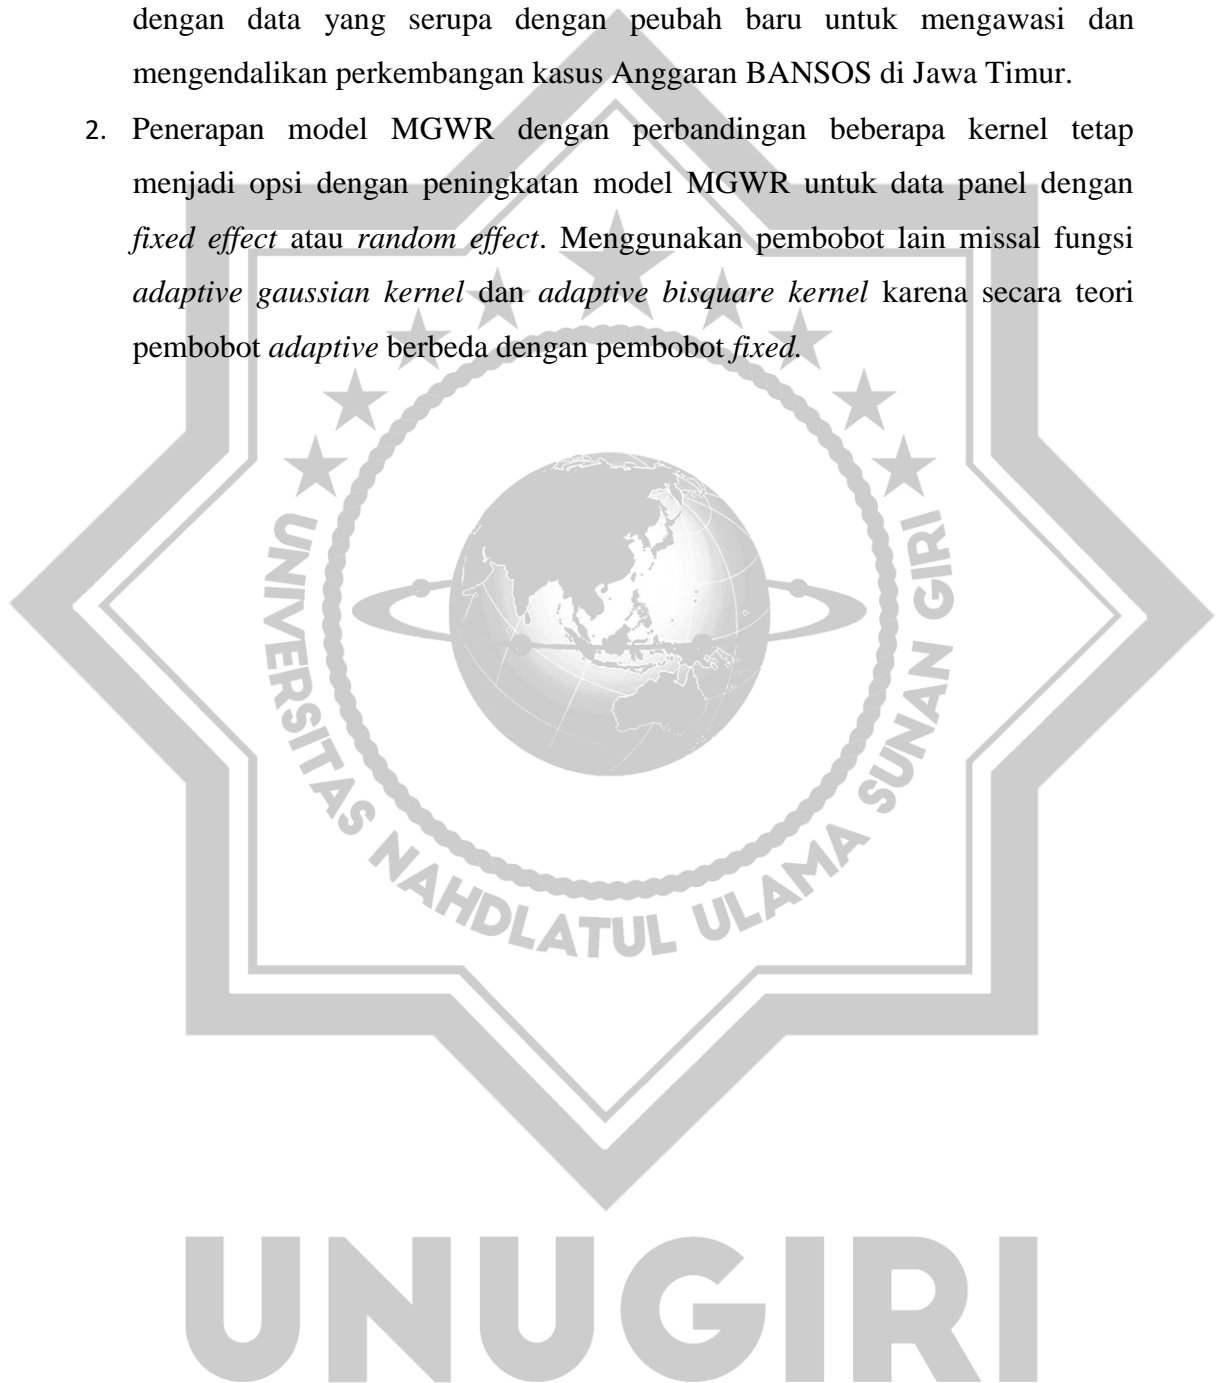 dengan data yang serupa dengan peubah baru untuk mengawasi dan
mengendalikan perkembangan kasus Anggaran BANSOS di Jawa Timur.
2. Penerapan model MGWR dengan perbandingan beberapa kernel tetap
menjadi opsi dengan peningkatan model MGWR untuk data panel dengan
fixed effect atau random effect. Menggunakan pembobot lain missal fungsi
adaptive gaussian kernel dan adaptive bisquare kernel karena secara teori
pembobot adaptive berbeda dengan pembobot fixed.
UNIVERSITAS NAHDLATUL ULAMA SUNAN GIRI
UNUGIRI